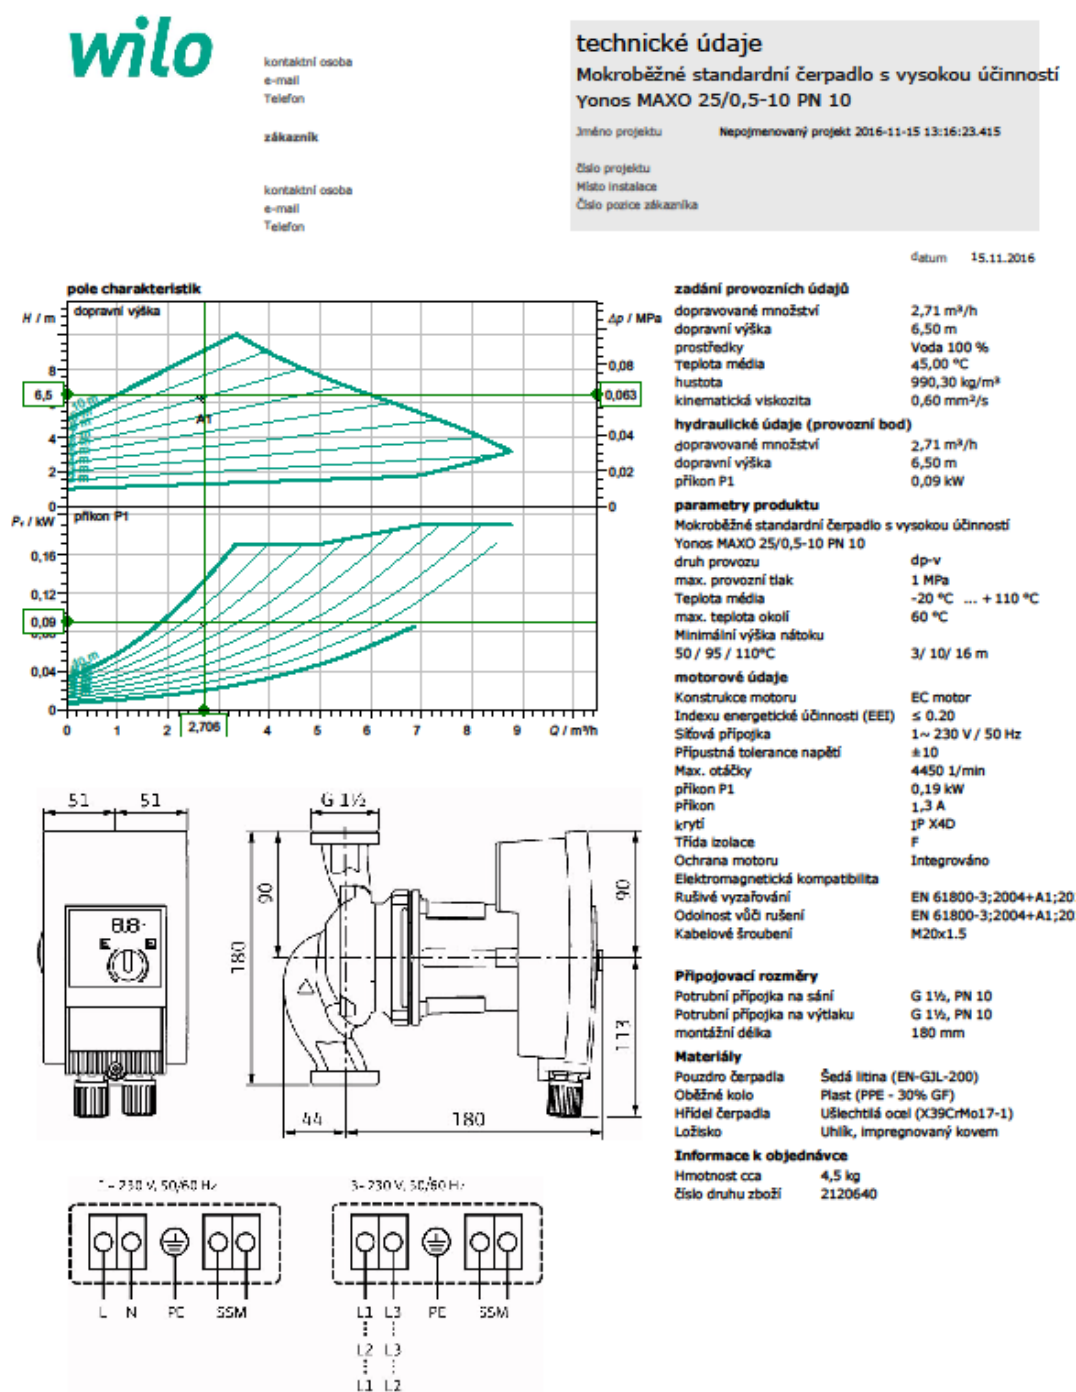 wilo
kontaktní osoba
e-mail
Telefon
zákazník
kontaktní osoba
e-mail
Telefon
technické údaje
Mokroběžné standardní čerpadlo s vysokou účinností
Yonos MAXO 25/0,5-10 PN 10
Jméno projektu Nepojmenovaný projekt 2016-11-15 13:16:23.415
číslo projektu
Místo instalace
Číslo pozice zákazníka
datum 15.11.2016
pole charakteristik
H / m dopravní výška Δp / MPa
8 0,08
6,5 0,063
10 m
A1
4 0,04
2 0,02
0 0
P₁ / kW příkon P1
0,16
0,12
0,09
0,04
10 m
0
0 1 2 2,706 4 5 6 7 8 9 Q / m³/h
zadání provozních údajů
dopravované množství 2,71 m³/h
dopravní výška 6,50 m
prostředky Voda 100 %
Teplota média 45,00 °C
hustota 990,30 kg/m³
kinematická viskozita 0,60 mm²/s
hydraulické údaje (provozní bod)
dopravované množství 2,71 m³/h
dopravní výška 6,50 m
příkon P1 0,09 kW
parametry produktu
Mokroběžné standardní čerpadlo s vysokou účinností
Yonos MAXO 25/0,5-10 PN 10
druh provozu dp-v
max. provozní tlak 1 MPa
Teplota média -20 °C ... + 110 °C
max. teplota okolí 60 °C
Minimální výška nátoku
50 / 95 / 110°C 3/ 10/ 16 m
motorové údaje
Konstrukce motoru EC motor
Indexu energetické účinnosti (EEI) ≤ 0.20
Síťová přípojka 1~ 230 V / 50 Hz
Přípustná tolerance napětí ±10
Max. otáčky 4450 1/min
příkon P1 0,19 kW
Příkon 1,3 A
krytí IP X4D
Třída izolace F
Ochrana motoru Integrováno
Elektromagnetická kompatibilita
Rušivé vyzařování EN 61800-3;2004+A1;20
Odolnost vůči rušení EN 61800-3;2004+A1;20
Kabelové šroubení M20x1.5
Připojovací rozměry
Potrubní přípojka na sání G 1½, PN 10
Potrubní přípojka na výtlaku G 1½, PN 10
montážní délka 180 mm
Materiály
Pouzdro čerpadla Šedá litina (EN-GJL-200)
Oběžné kolo Plast (PPE - 30% GF)
Hřídel čerpadla Ušlechtilá ocel (X39CrMo17-1)
Ložisko Uhlík, impregnovaný kovem
Informace k objednávce
Hmotnost cca 4,5 kg
číslo druhu zboží 2120640
51 51
G 1½
90
180
90
113
44 180
1~ 230 V, 50/60 Hz
L N PE SSM
3~ 230 V, 50/60 Hz
L1 L3 PE SSM
L2 L3
L1 L2